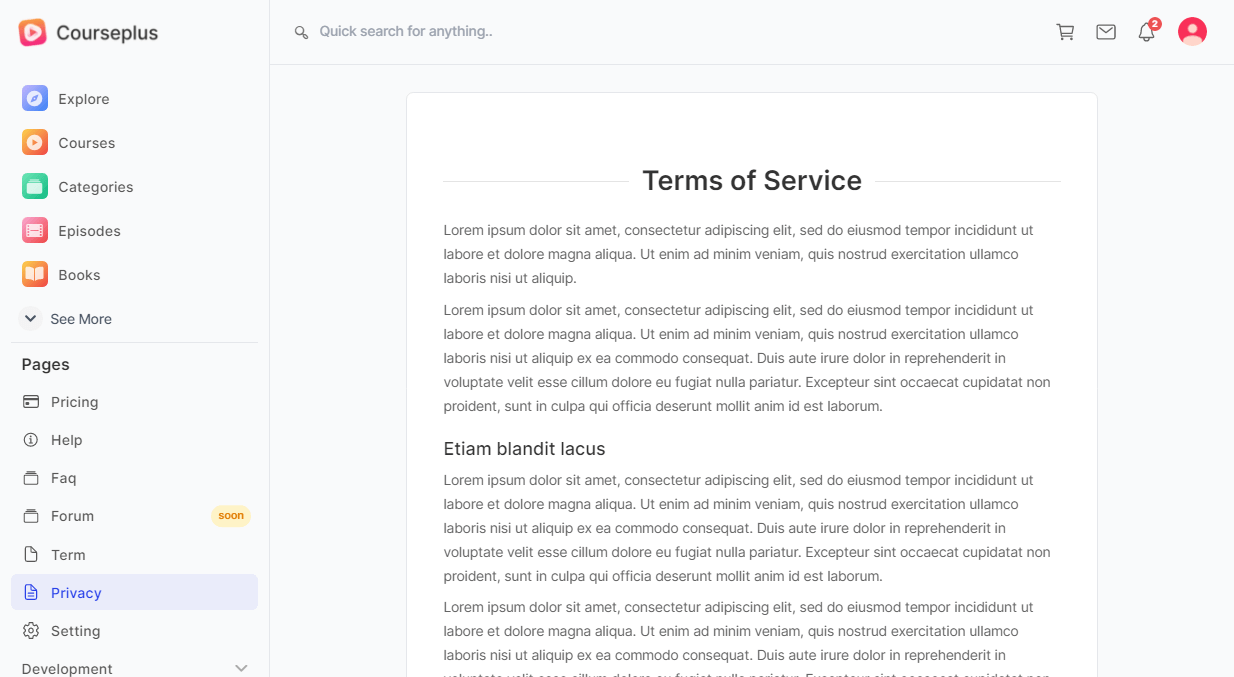 Courseplus
Quick search for anything..
2
Explore
Courses
Categories
Episodes
Books
See More
Pages
Pricing
Help
Faq
Forum
soon
Term
Privacy
Setting
Development
Terms of Service
Lorem ipsum dolor sit amet, consectetur adipiscing elit, sed do eiusmod tempor incididunt ut
labore et dolore magna aliqua. Ut enim ad minim veniam, quis nostrud exercitation ullamco
laboris nisi ut aliquip.
Lorem ipsum dolor sit amet, consectetur adipiscing elit, sed do eiusmod tempor incididunt ut
labore et dolore magna aliqua. Ut enim ad minim veniam, quis nostrud exercitation ullamco
laboris nisi ut aliquip ex ea commodo consequat. Duis aute irure dolor in reprehenderit in
voluptate velit esse cillum dolore eu fugiat nulla pariatur. Excepteur sint occaecat cupidatat non
proident, sunt in culpa qui officia deserunt mollit anim id est laborum.
Etiam blandit lacus
Lorem ipsum dolor sit amet, consectetur adipiscing elit, sed do eiusmod tempor incididunt ut
labore et dolore magna aliqua. Ut enim ad minim veniam, quis nostrud exercitation ullamco
laboris nisi ut aliquip ex ea commodo consequat. Duis aute irure dolor in reprehenderit in
voluptate velit esse cillum dolore eu fugiat nulla pariatur. Excepteur sint occaecat cupidatat non
proident, sunt in culpa qui officia deserunt mollit anim id est laborum.
Lorem ipsum dolor sit amet, consectetur adipiscing elit, sed do eiusmod tempor incididunt ut
labore et dolore magna aliqua. Ut enim ad minim veniam, quis nostrud exercitation ullamco
laboris nisi ut aliquip ex ea commodo consequat. Duis aute irure dolor in reprehenderit in